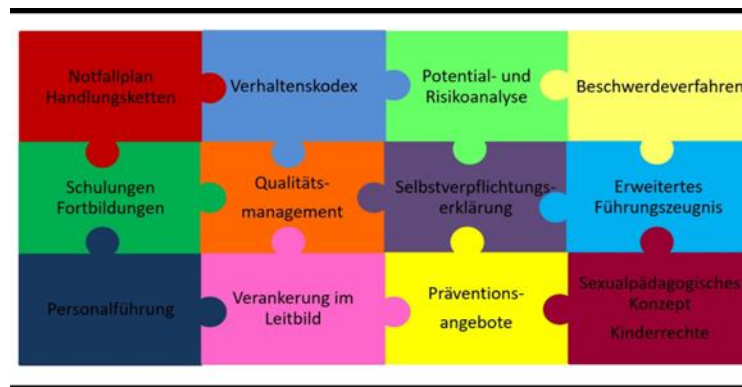 Notfallplan
Handlungsketten
Verhaltenskodex
Potential- und
Risikoanalyse
Beschwerdeverfahren
Schulungen
Fortbildungen
Qualitäts-
management
Selbstverpflichtungs-
erklärung
Erweitertes
Führungszeugnis
Personalführung
Verankerung im
Leitbild
Präventions-
angebote
Sexualpädagogisches
Konzept
Kinderrechte